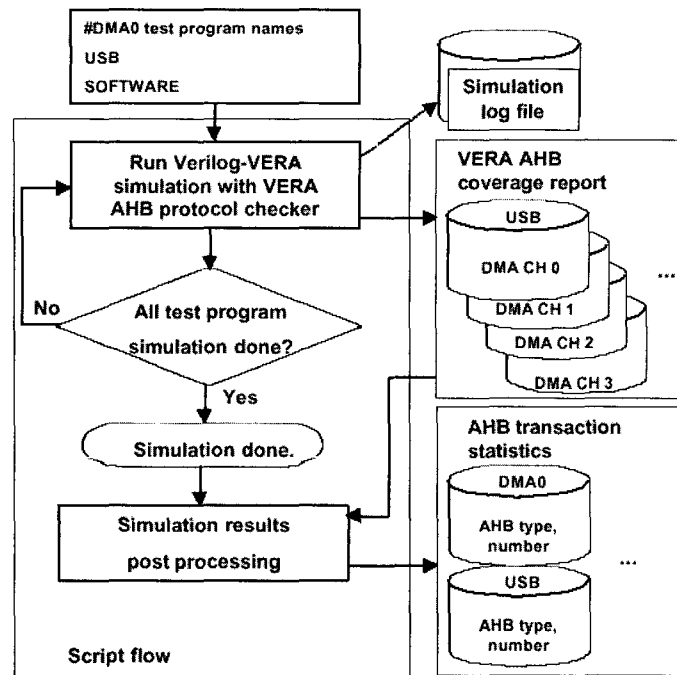 #DMA0 test program names
USB
SOFTWARE
Simulation
log file
Run Verilog-VERA
simulation with VERA
AHB protocol checker
VERA AHB
coverage report
USB
DMA CH 0
DMA CH 1
DMA CH 2
DMA CH 3
...
No
All test program
simulation done?
Yes
Simulation done.
Simulation results
post processing
AHB transaction
statistics
DMA0
AHB type,
number
...
USB
AHB type,
number
Script flow